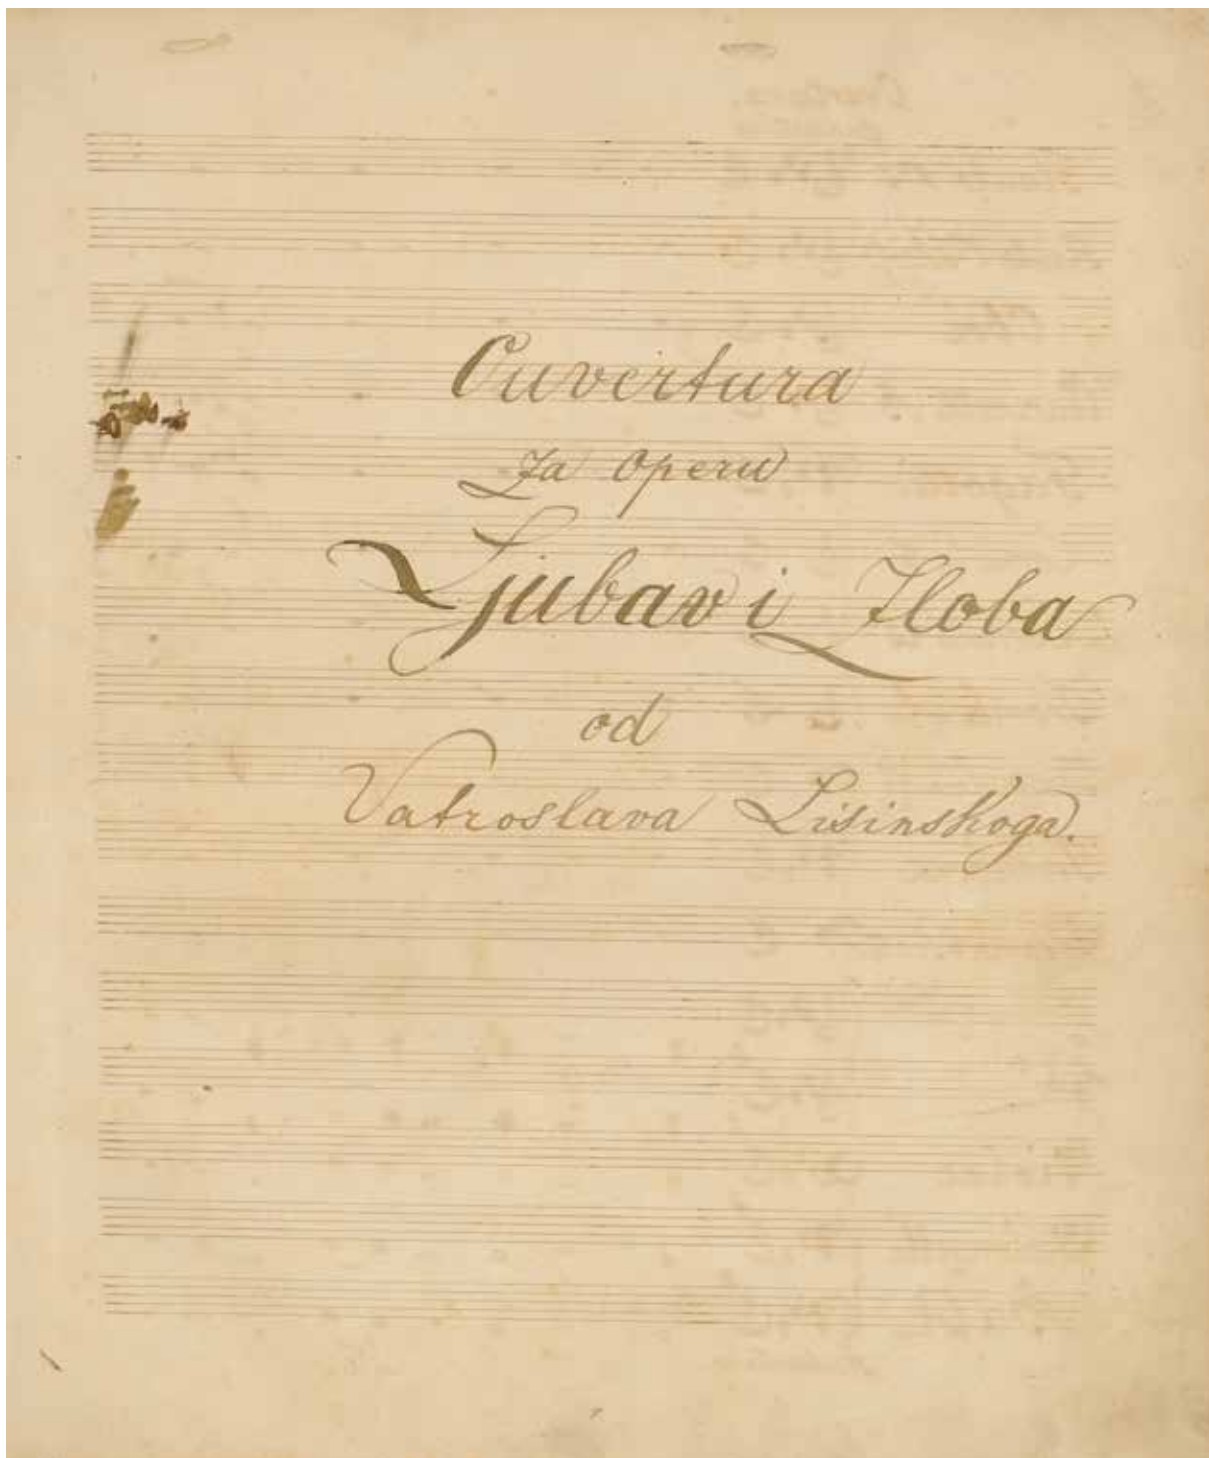 Ouvertura
za operu
Ljubav i Zloba
od
Vatroslava Lisinskoga.